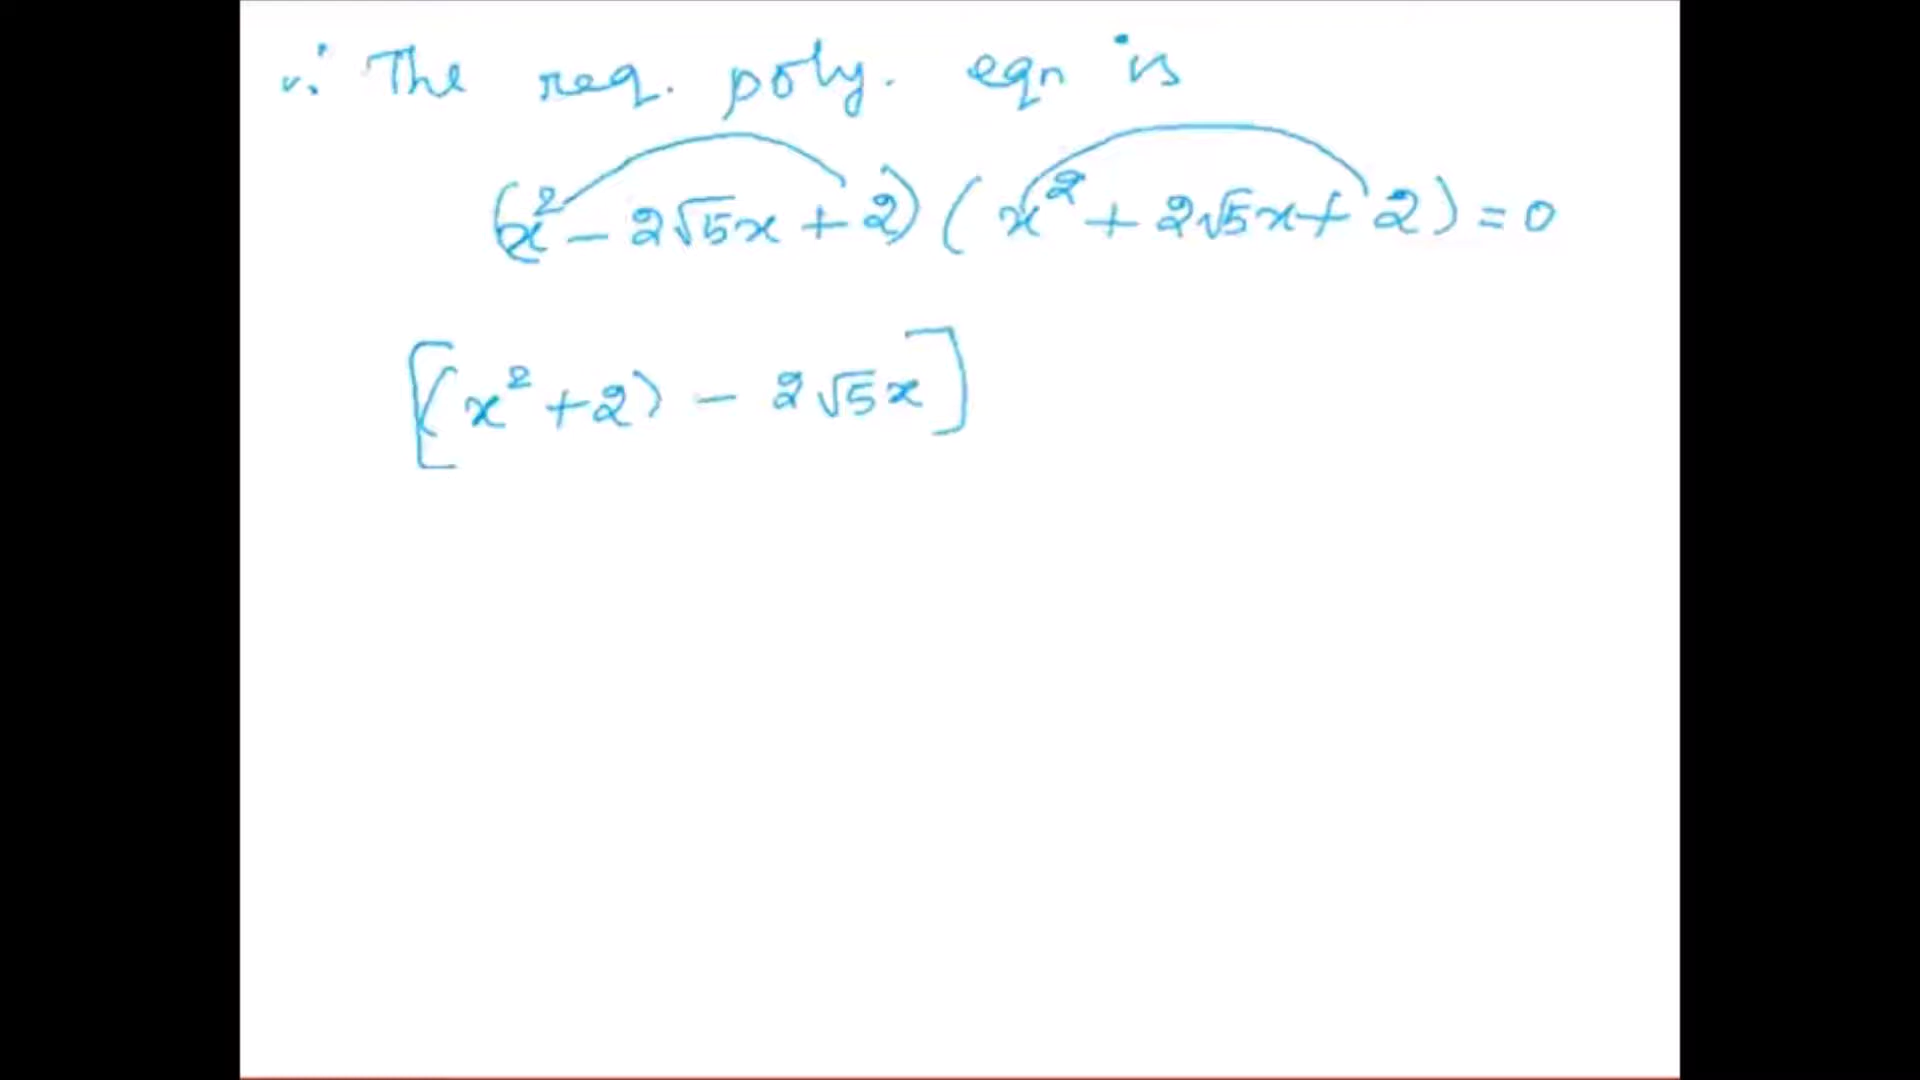 ∴ The req. poly. eqn is
(x² - 2√5x + 2) (x² + 2√5x + 2) = 0
[(x² + 2) - 2√5x]